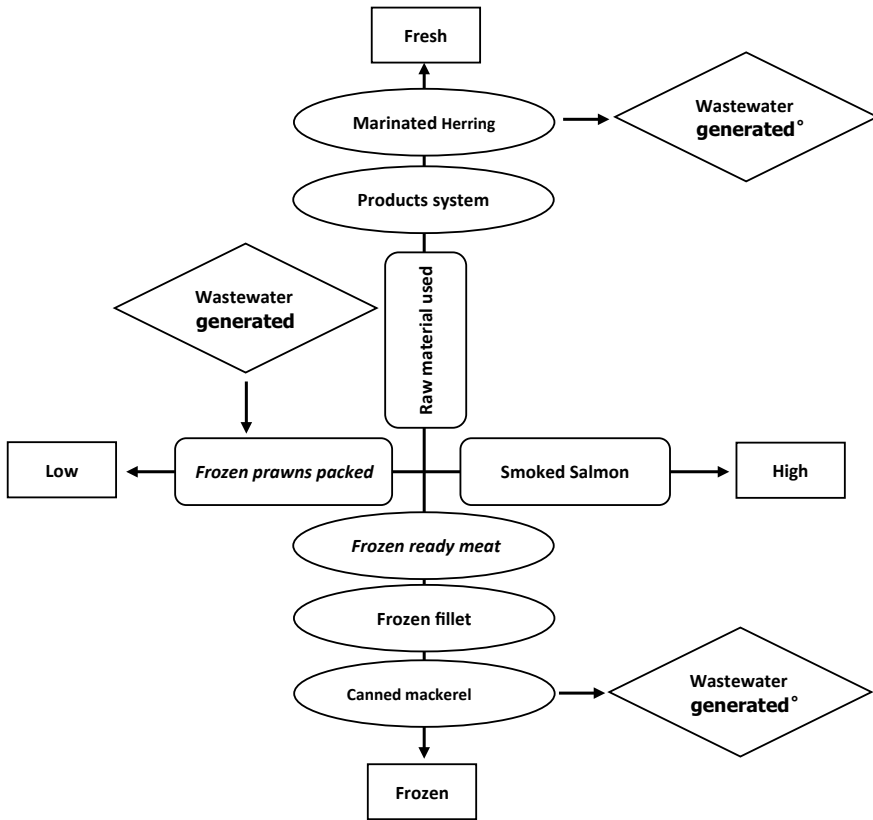 Fresh
Marinated Herring
Wastewater
generated°
Products system
Wastewater
generated
Raw material used
Low
Frozen prawns packed
Smoked Salmon
High
Frozen ready meat
Frozen fillet
Canned mackerel
Wastewater
generated°
Frozen